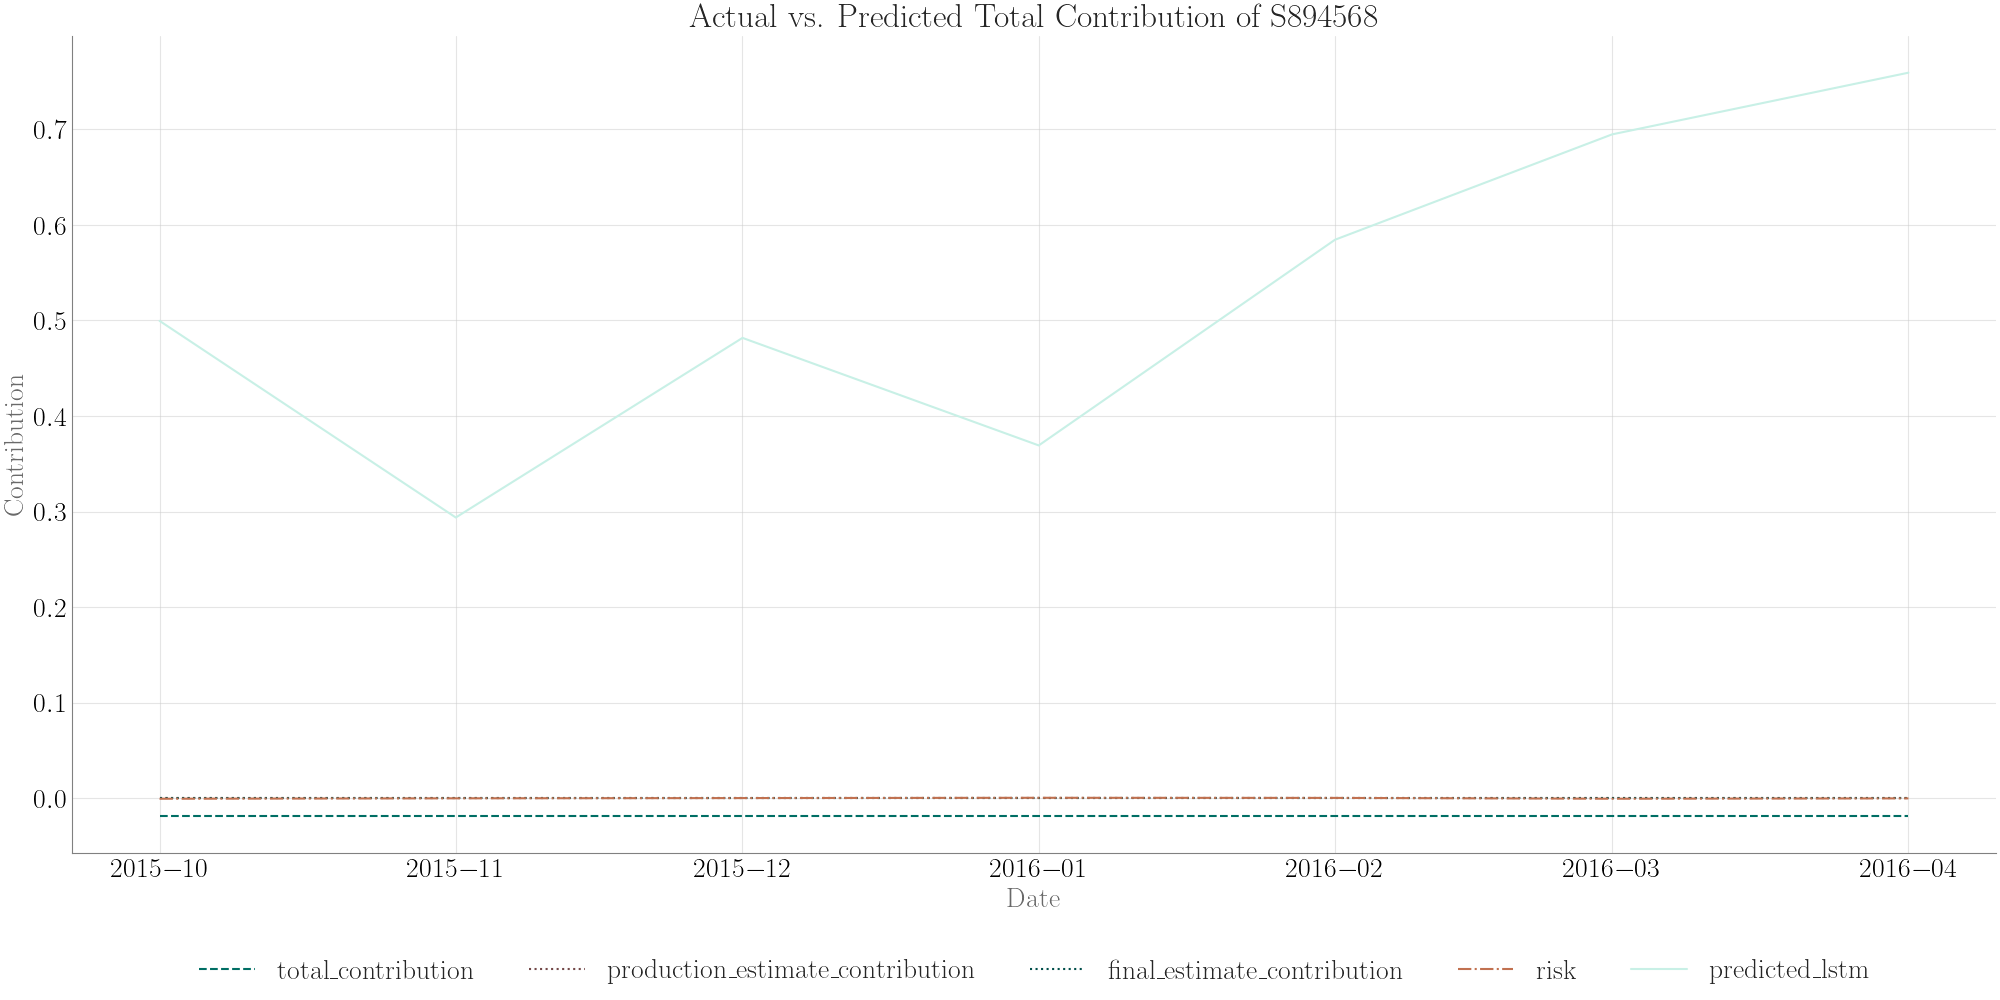 Actual vs. Predicted Total Contribution of S894568
0.7
0.6
0.5
0.4
0.3
0.2
0.1
0.0
Contribution
2015–10 2015–11 2015–12 2016–01 2016–02 2016–03 2016–04
Date
total_contribution production_estimate_contribution final_estimate_contribution risk predicted_lstm